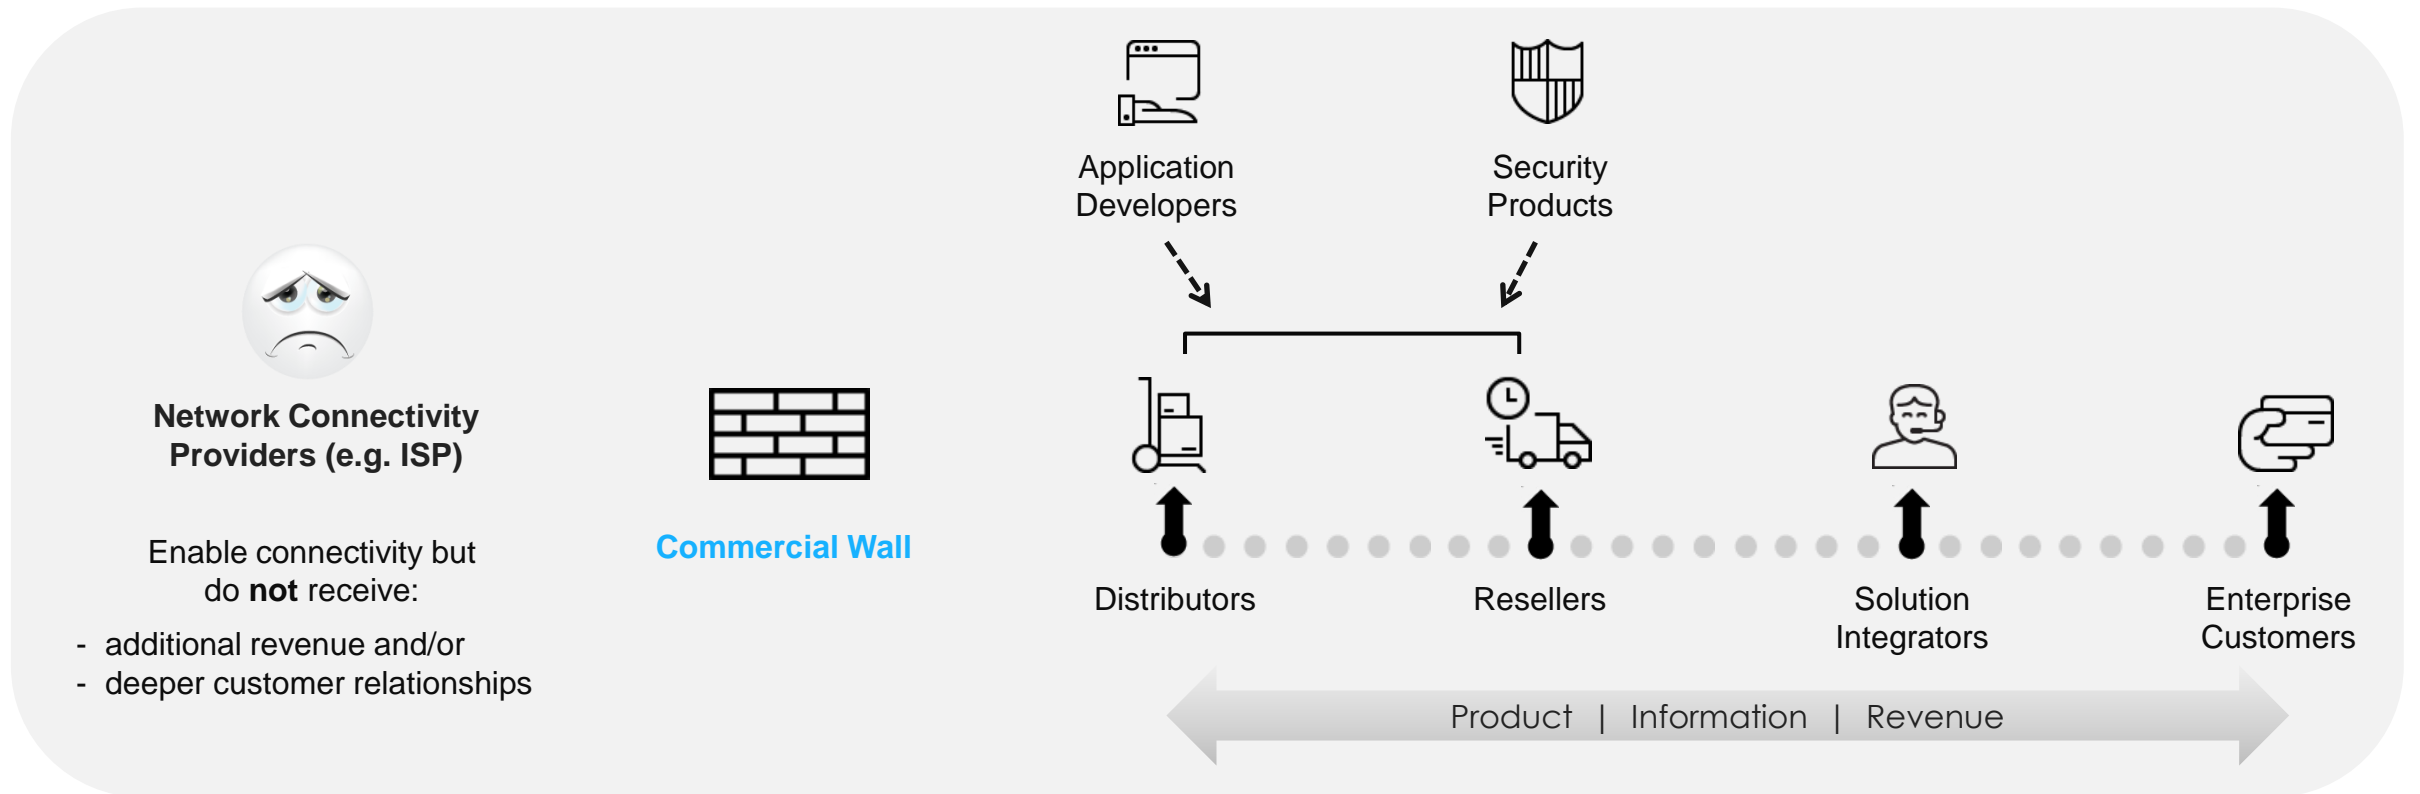 Application
Developers
Security
Products
Network Connectivity
Providers (e.g. ISP)
Enable connectivity but
do not receive:
- additional revenue and/or
- deeper customer relationships
Commercial Wall
Distributors
Resellers
Solution
Integrators
Enterprise
Customers
Product | Information | Revenue